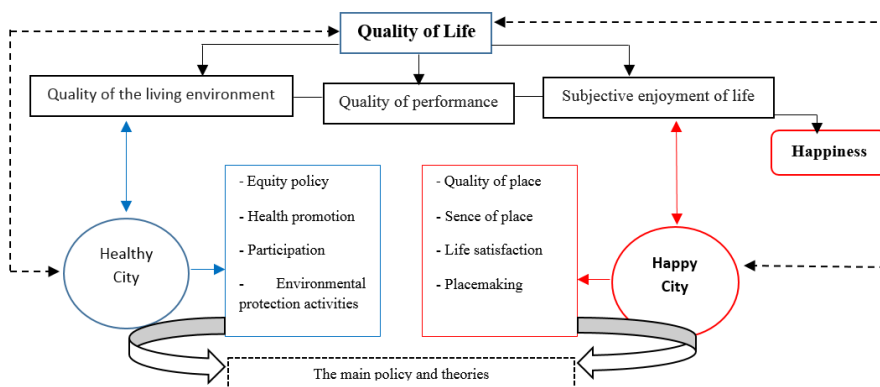 Quality of Life
Quality of the living environment
Quality of performance
Subjective enjoyment of life
Happiness
- Equity policy
- Health promotion
- Participation
- Environmental
protection activities
- Quality of place
- Sence of place
- Life satisfaction
- Placemaking
Healthy
City
Happy
City
The main policy and theories